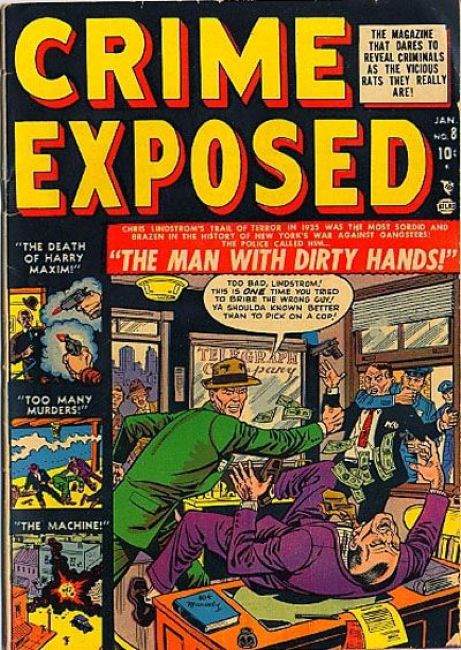 CRIME
EXPOSED
THE MAGAZINE
THAT DARES TO
REVEAL CRIMINALS
AS THE VICIOUS
RATS THEY REALLY
ARE!
JAN.
NO. 8
10¢
CHRIS LINDSTROM'S TRAIL OF TERROR IN 1935 WAS THE MOST SORDID AND
BRAZEN IN THE HISTORY OF NEW YORK'S WAR AGAINST GANGSTERS!
THE POLICE CALLED HIM...
"THE MAN WITH DIRTY HANDS!"
"THE DEATH
OF HARRY
MAXIM!"
"TOO MANY
MURDERS!"
"THE MACHINE!"
TOO BAD, LINDSTROM!
THIS IS ONE TIME YOU TRIED
TO BRIBE THE WRONG GUY!
YA SHOULDA KNOWN BETTER
THAN TO PICK ON A COP!
TELEGRAPH
Company